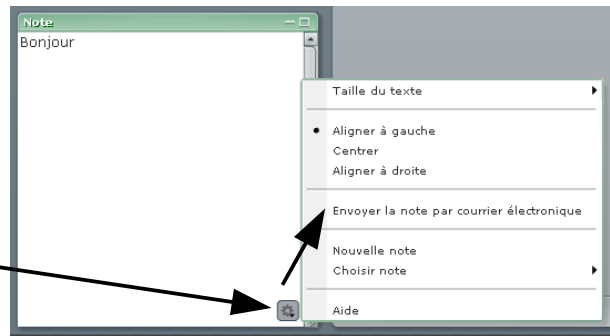 Note
Bonjour
Taille du texte
Aligner à gauche
Centrer
Aligner à droite
Envoyer la note par courrier électronique
Nouvelle note
Choisir note
Aide